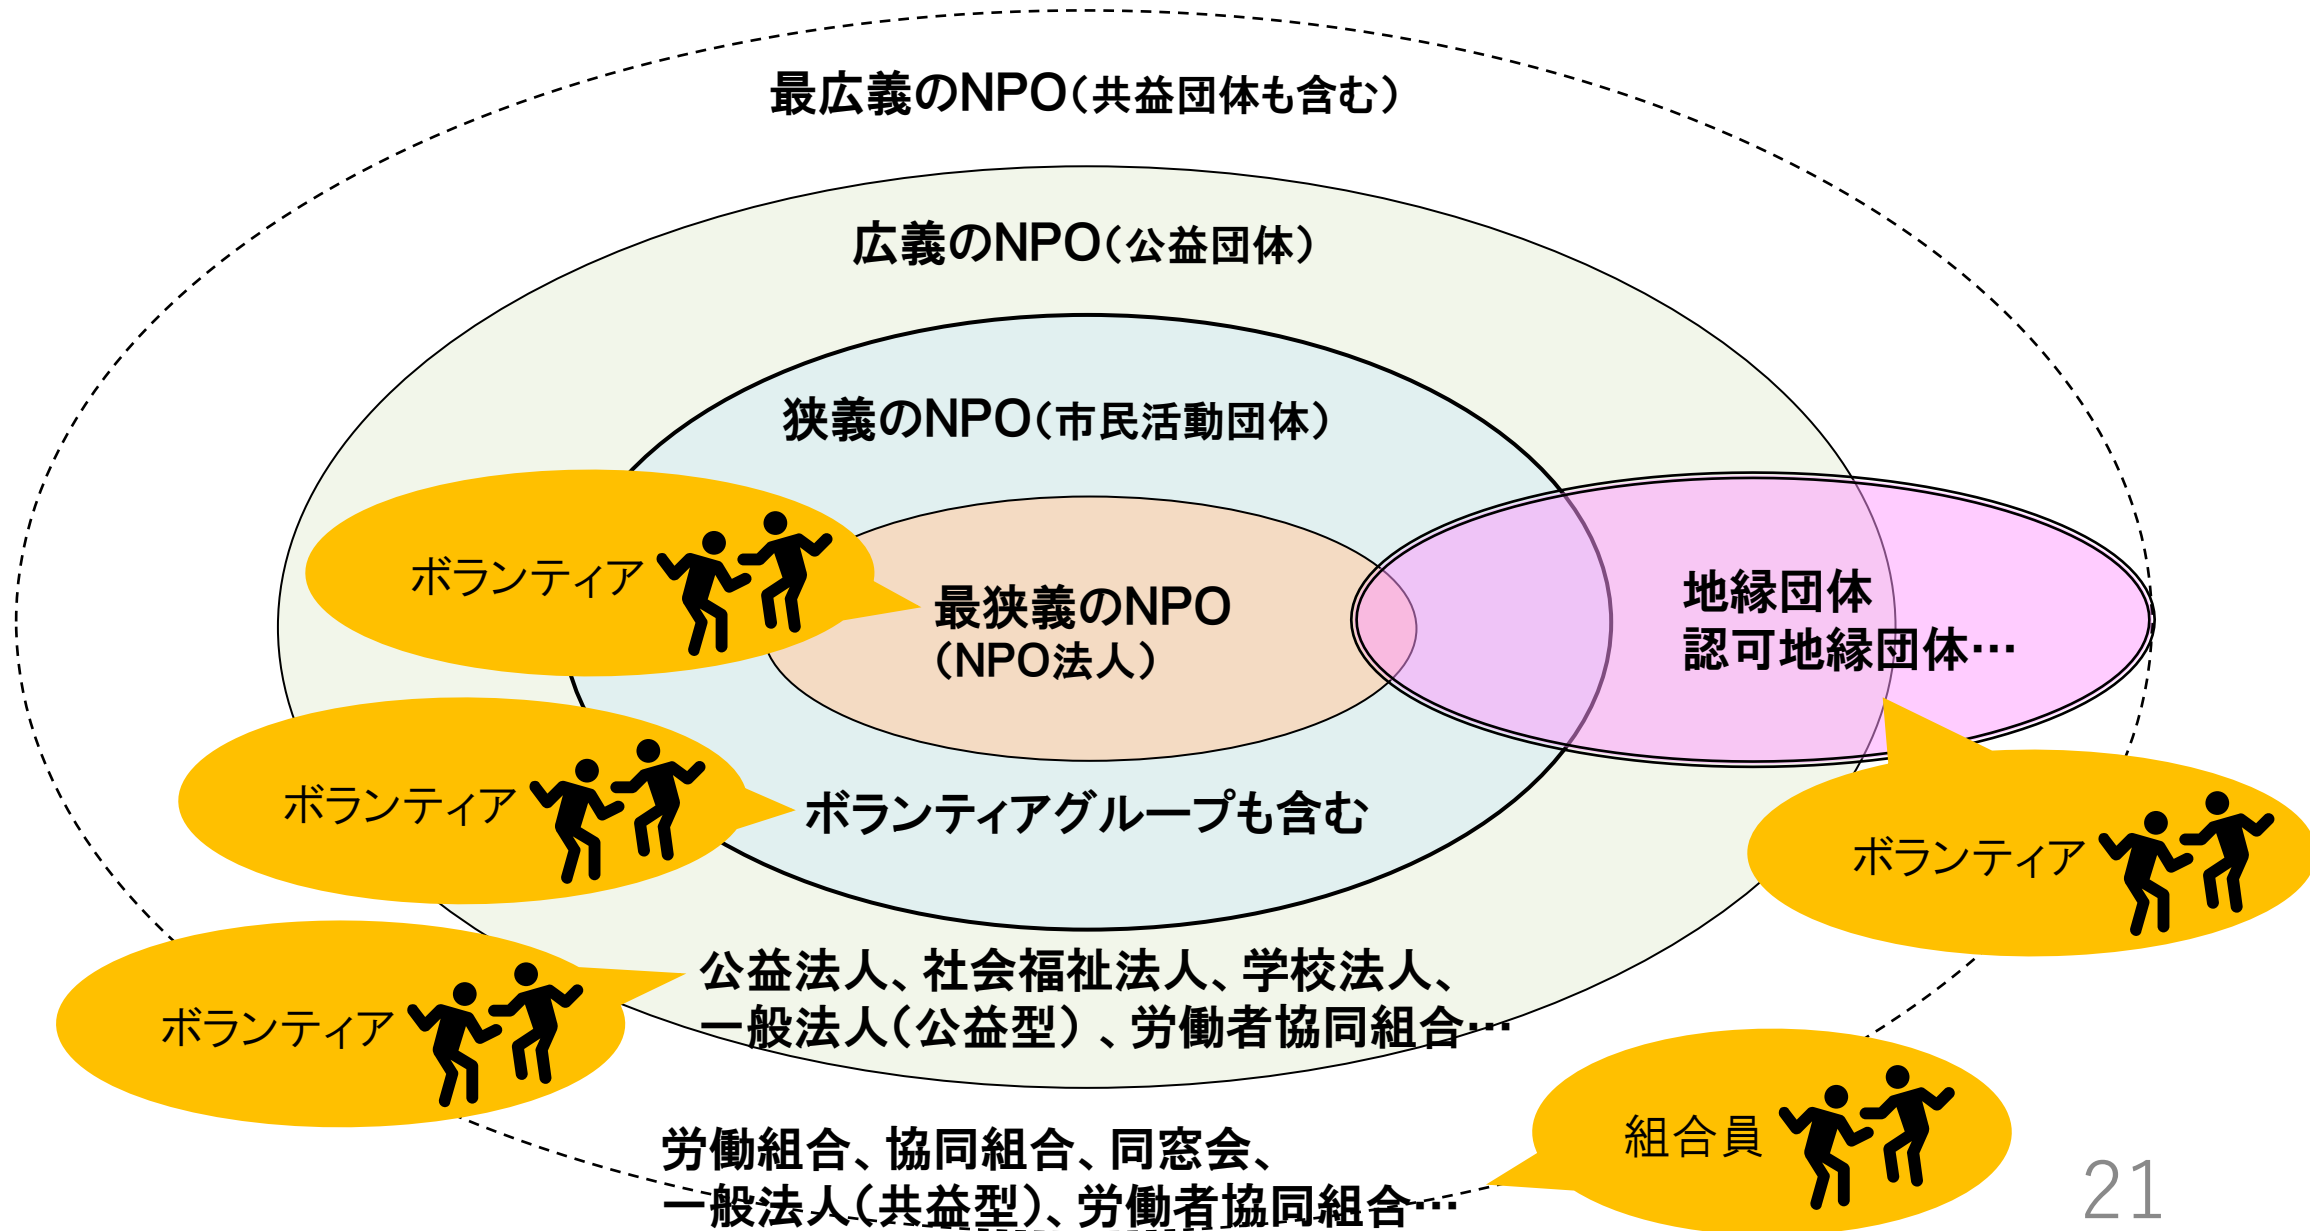 最広義のNPO（共益団体も含む）
広義のNPO（公益団体）
狭義のNPO（市民活動団体）
ボランティア
最狭義のNPO
（NPO法人）
地縁団体
認可地縁団体…
ボランティア
ボランティアグループも含む
ボランティア
公益法人、社会福祉法人、学校法人、
一般法人（公益型）、労働者協同組合…
ボランティア
労働組合、協同組合、同窓会、
一般法人（共益型）、労働者協同組合…
組合員
21